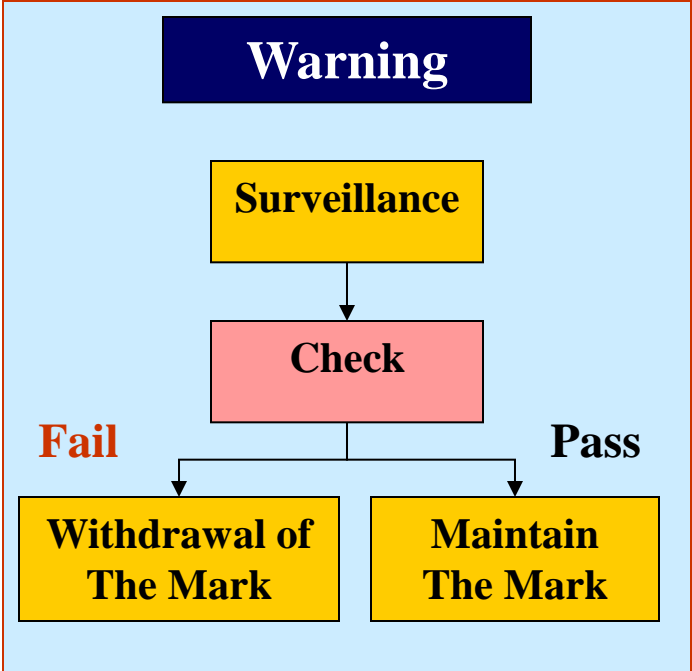 Warning
Surveillance
Check
Fail
Pass
Withdrawal of
The Mark
Maintain
The Mark